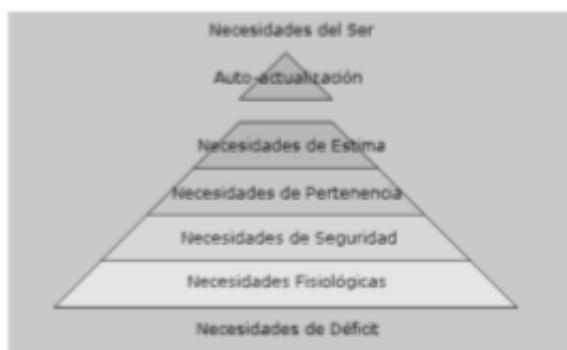 Necesidades del Ser
Auto-actualización
Necesidades de Estima
Necesidades de Pertenencia
Necesidades de Seguridad
Necesidades Fisiológicas
Necesidades de Déficit